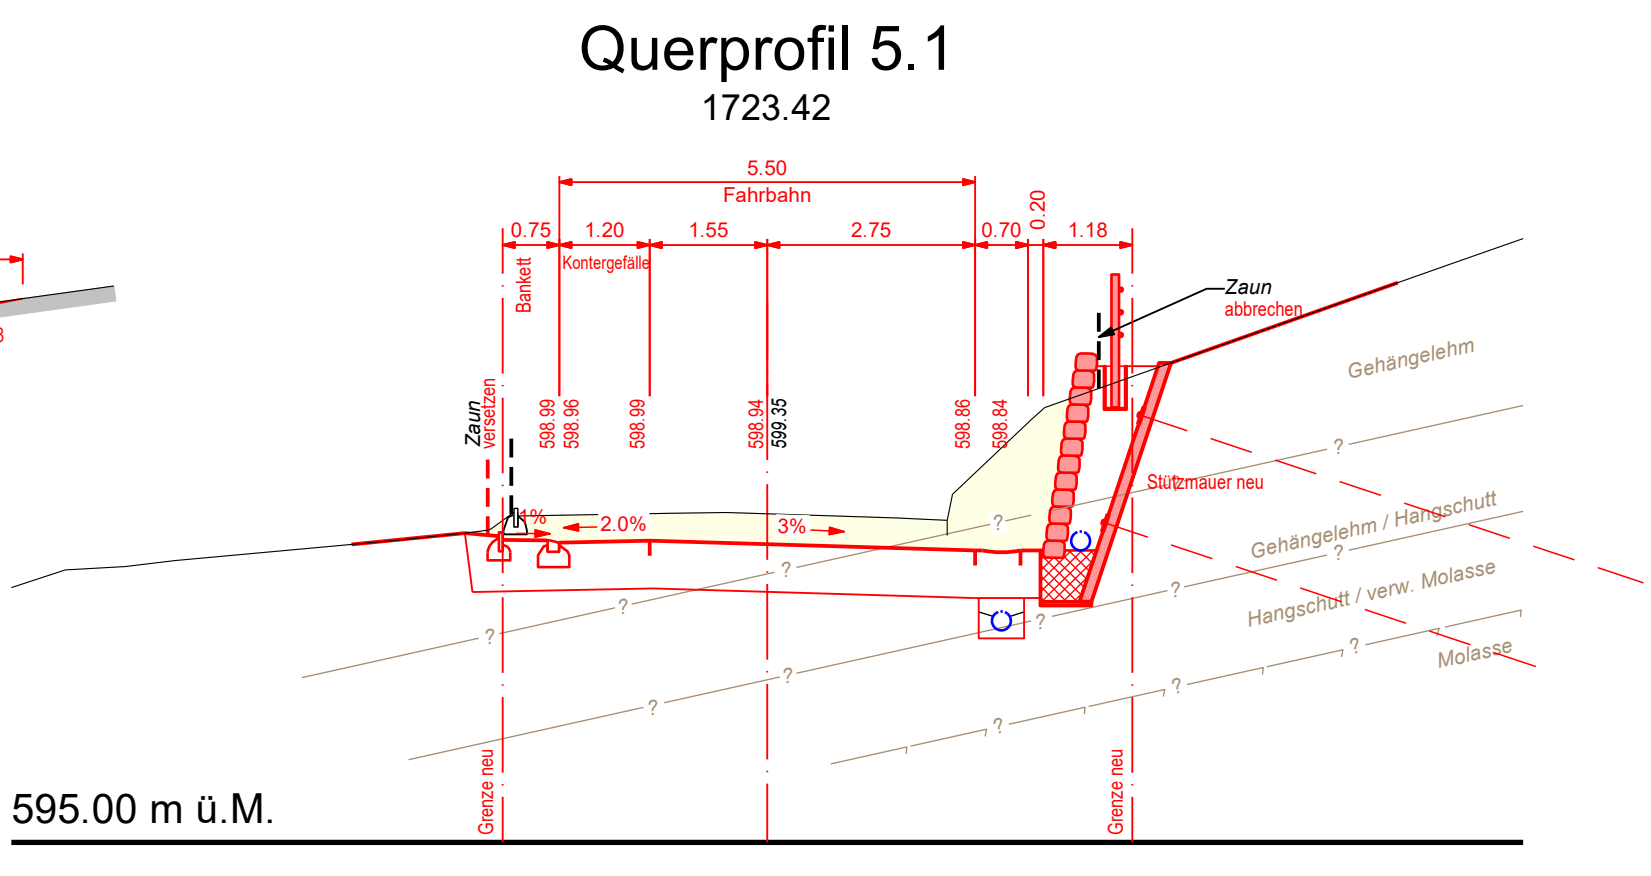 Querprofil 5.1
1723.42
5.50
Fahrbahn
0.20
0.75
1.20
1.55
2.75
0.70
1.18
Bankett
Kontergefälle
Zaun
abbrechen
3
Gehängelehm
Zaun
versetzen
598.99
598.96
598.99
598.94
599.35
598.86
598.84
?
Stützmauer neu
1%
2.0%
3%
?
Gehängelehm / Hangschutt
?
?
?
Hangschutt / verw. Molasse
?
?
?
?
Molasse
?
?
?
?
Grenze neu
Grenze neu
595.00 m ü.M.